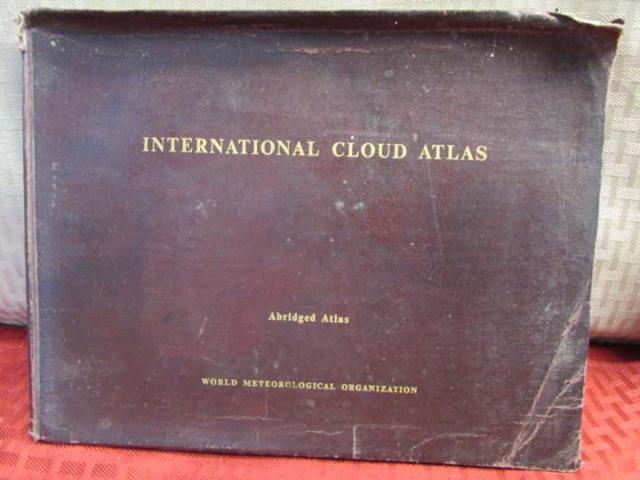 INTERNATIONAL CLOUD ATLAS
Abridged Atlas
WORLD METEOROLOGICAL ORGANIZATION